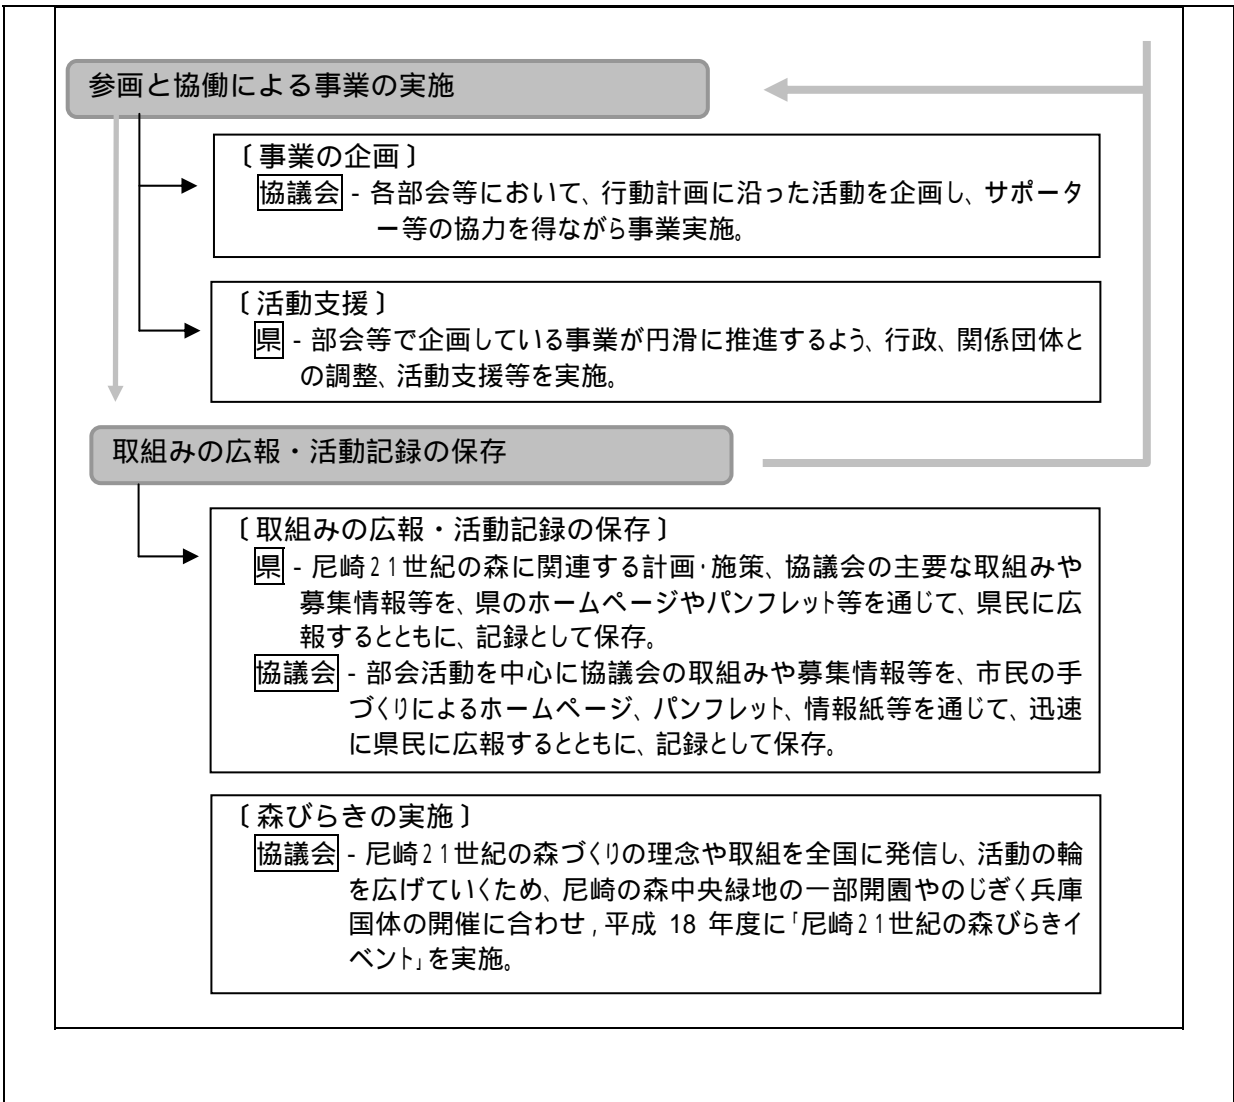 参画と協働による事業の実施
〔事業の企画〕
協議会 - 各部会等において、行動計画に沿った活動を企画し、サポータ
ー等の協力を得ながら事業実施。
〔活動支援〕
県 - 部会等で企画している事業が円滑に推進するよう、行政、関係団体と
の調整、活動支援等を実施。
取組みの広報・活動記録の保存
〔取組みの広報・活動記録の保存〕
県 - 尼崎21世紀の森に関連する計画・施策、協議会の主要な取組みや
募集情報等を、県のホームページやパンフレット等を通じて、県民に広
報するとともに、記録として保存。
協議会 - 部会活動を中心に協議会の取組みや募集情報等を、市民の手
づくりによるホームページ、パンフレット、情報紙等を通じて、迅速
に県民に広報するとともに、記録として保存。
〔森びらきの実施〕
協議会 - 尼崎21世紀の森づくりの理念や取組を全国に発信し、活動の輪
を広げていくため、尼崎の森中央緑地の一部開園やのじぎく兵庫
国体の開催に合わせ,平成 18 年度に「尼崎21世紀の森びらきイ
ベント」を実施。